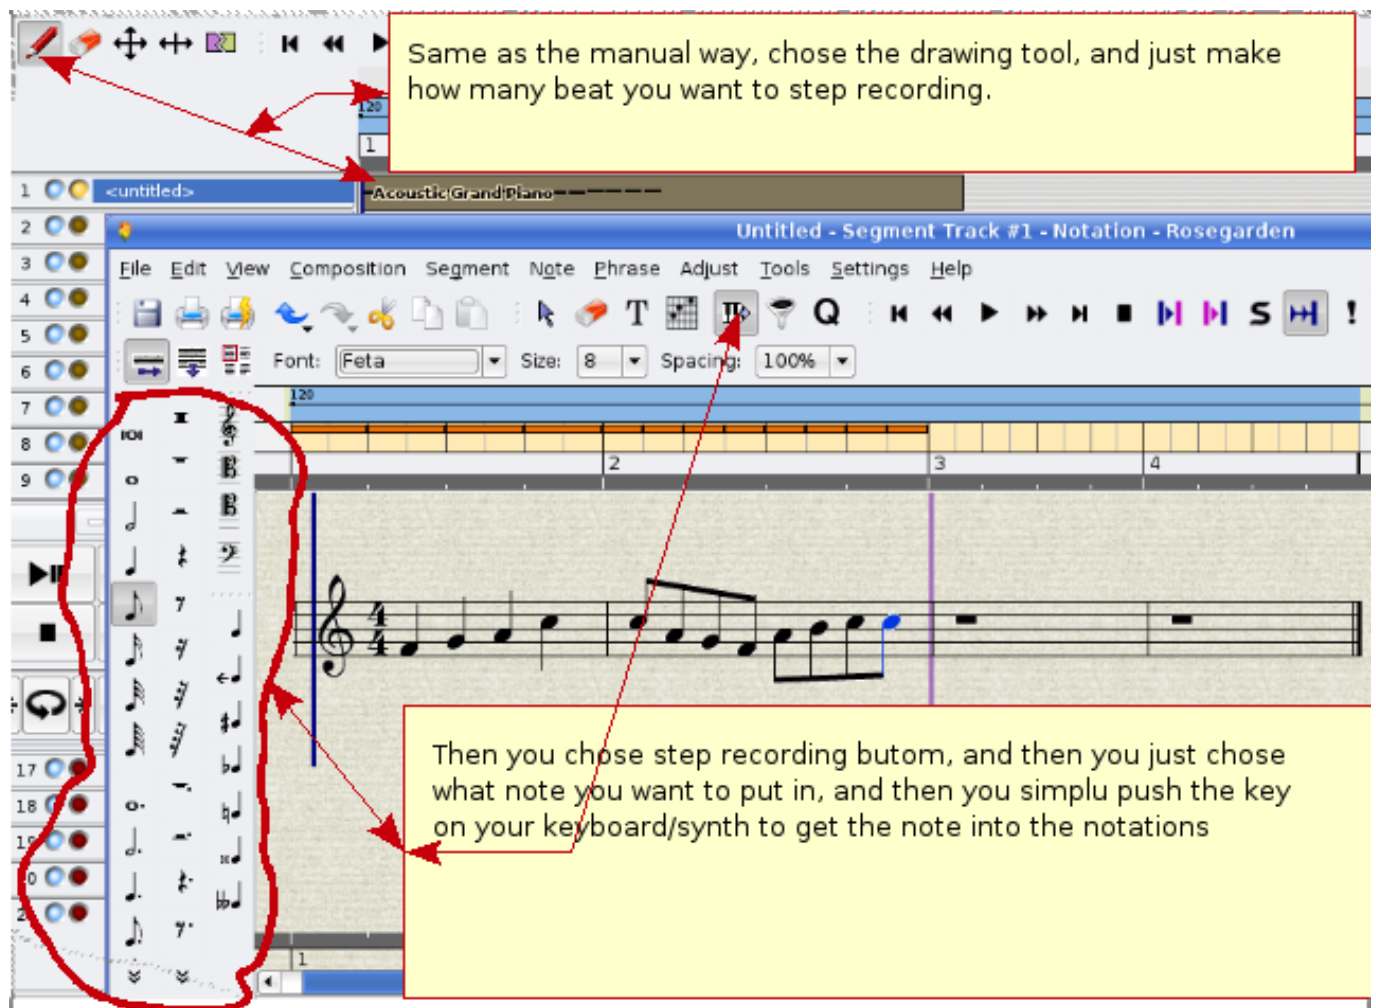 Same as the manual way, chose the drawing tool, and just make
how many beat you want to step recording.
120
1
1 <untitled>
Acoustic Grand Piano
2
Untitled - Segment Track #1 - Notation - Rosegarden
3
File Edit View Composition Segment Note Phrase Adjust Tools Settings Help
4
T Q S !
5
6
Font: Feta Size: 8 Spacing: 100%
7
120
8
2 3 4
9
4
4
Then you chose step recording butom, and then you just chose
what note you want to put in, and then you simplu push the key
on your keyboard/synth to get the note into the notations
17
18
1